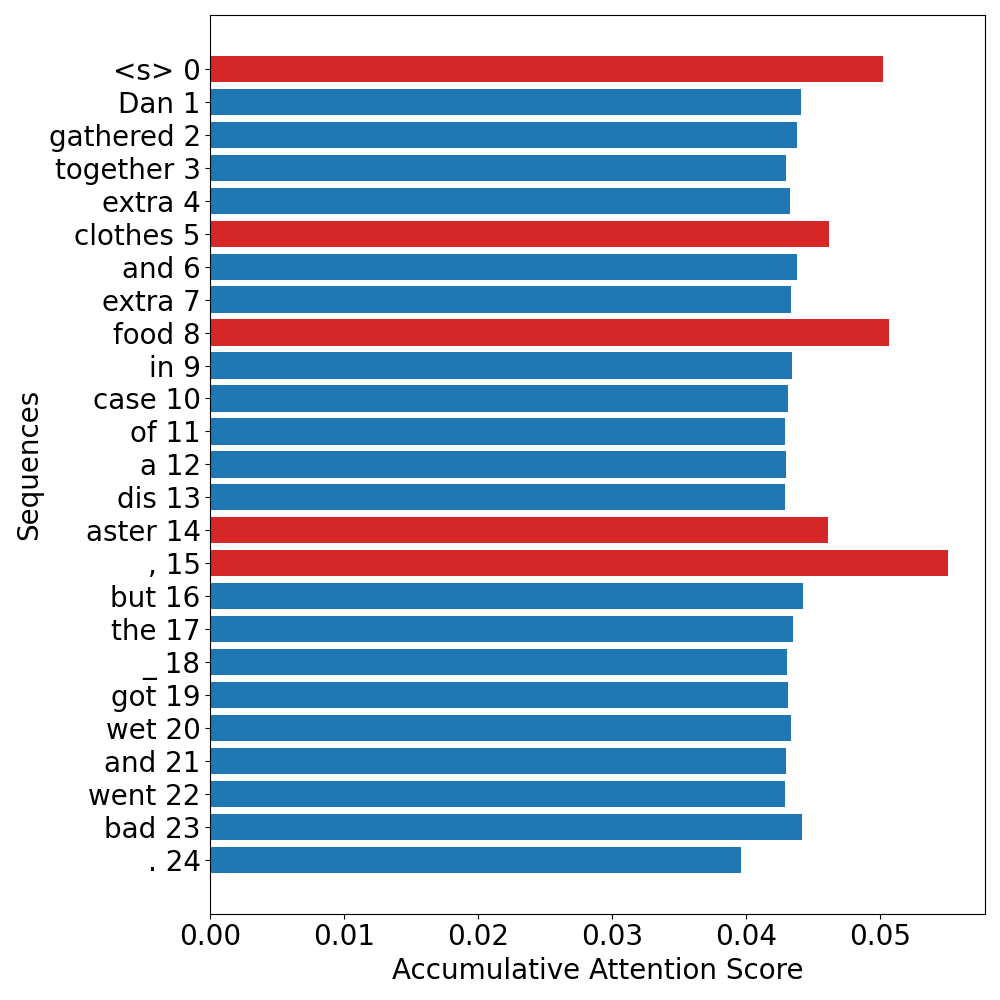 <s> 0
Dan 1
gathered 2
together 3
extra 4
clothes 5
and 6
extra 7
food 8
in 9
case 10
of 11
a 12
dis 13
aster 14
, 15
but 16
the 17
_ 18
got 19
wet 20
and 21
went 22
bad 23
. 24
Sequences
0.00 0.01 0.02 0.03 0.04 0.05
Accumulative Attention Score